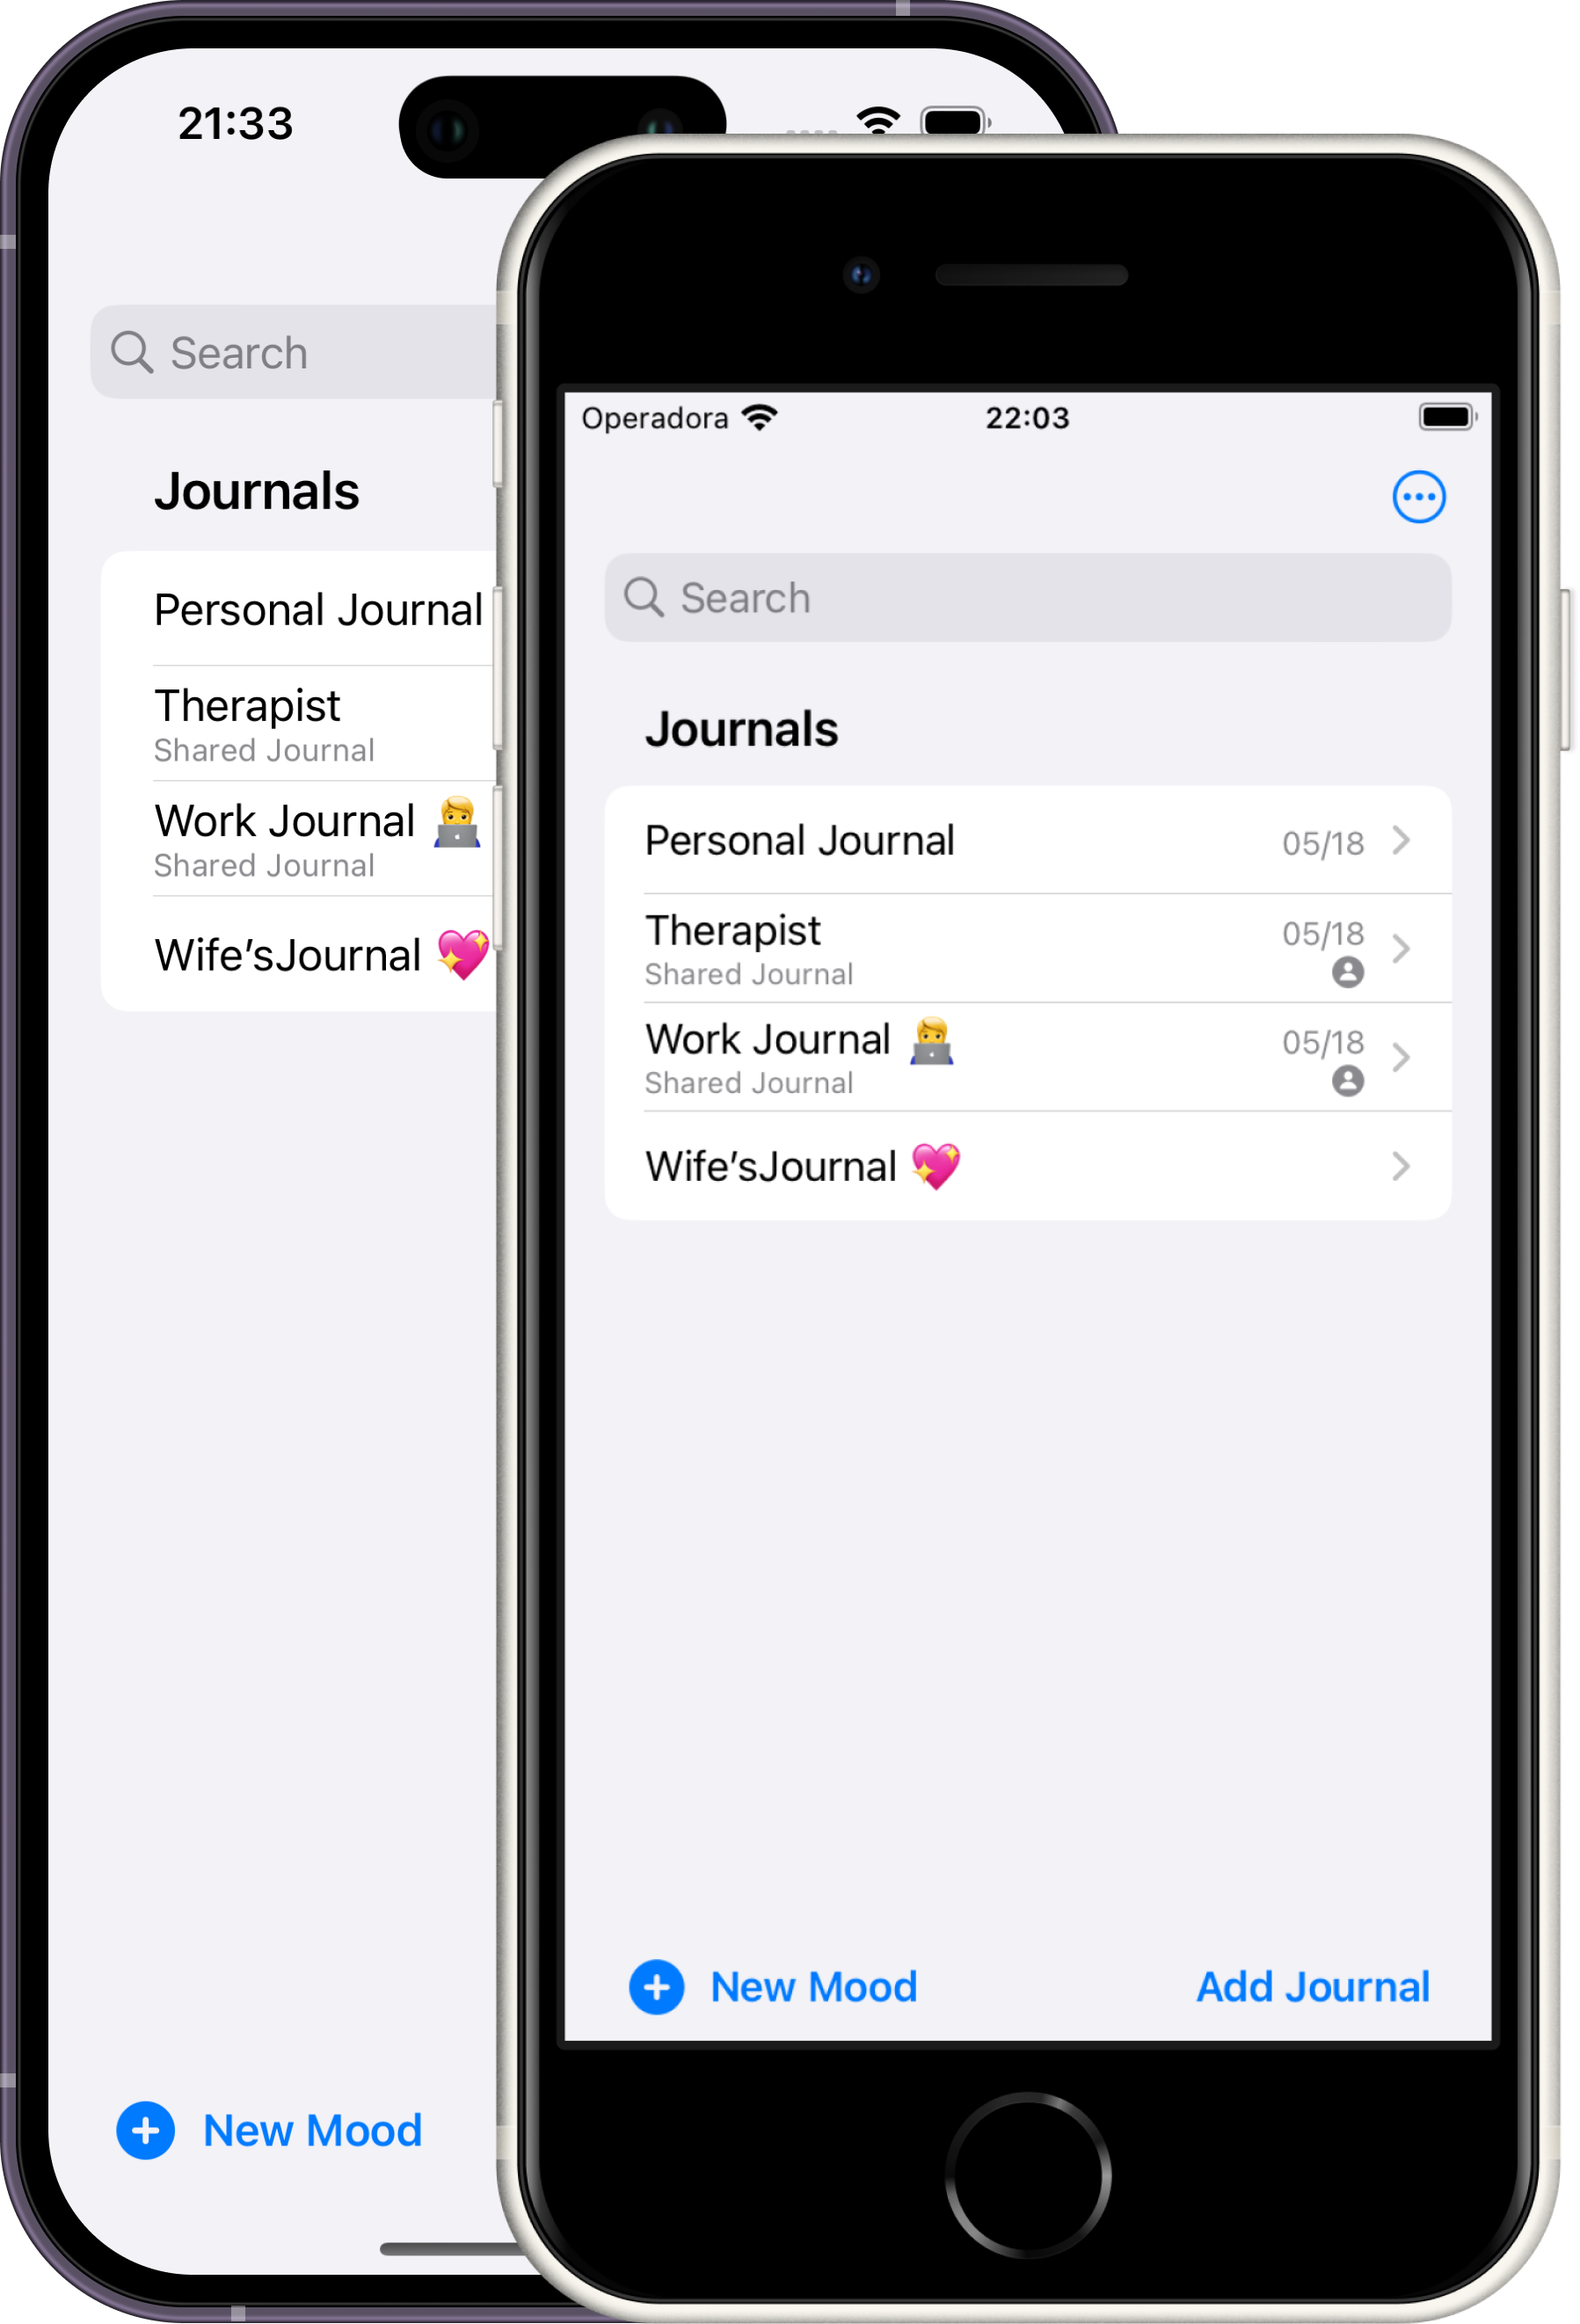 21:33
Search
Journals
Personal Journal
Therapist
Shared Journal
Work Journal 👨‍💻
Shared Journal
Wife’sJournal 💖
New Mood
Operadora 22:03
Search
Journals
Personal Journal 05/18
Therapist 05/18
Shared Journal
Work Journal 👨‍💻 05/18
Shared Journal
Wife’sJournal 💖
New Mood Add Journal